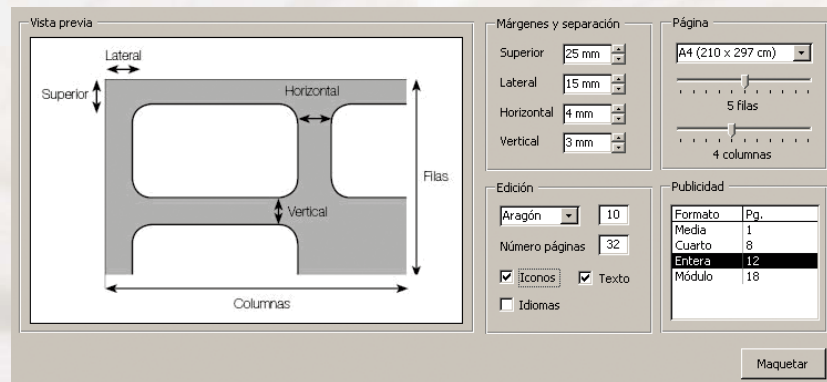 Vista previa
Lateral
Superior
Horizontal
Filas
Vertical
Columnas
Márgenes y separación
Superior 25 mm
Lateral 15 mm
Horizontal 4 mm
Vertical 3 mm
Página
A4 (210 x 297 cm)
5 filas
4 columnas
Edición
Aragón 10
Número páginas 32
Iconos Texto
Idiomas
Publicidad
Formato Pg.
Media 1
Cuarto 8
Entera 12
Módulo 18
Maquetar